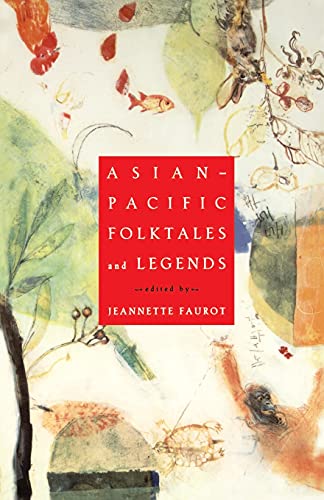 ASIAN-
PACIFIC
FOLKTALES
and LEGENDS
edited by
JEANNETTE FAUROT